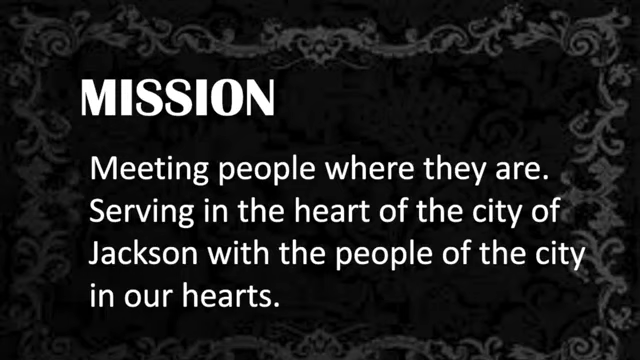 MISSION
Meeting people where they are.
Serving in the heart of the city of
Jackson with the people of the city
in our hearts.